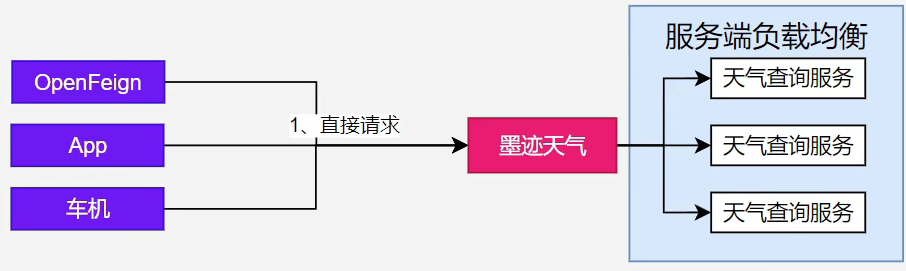 OpenFeign
App
车机
1、直接请求
墨迹天气
服务端负载均衡
天气查询服务
天气查询服务
天气查询服务